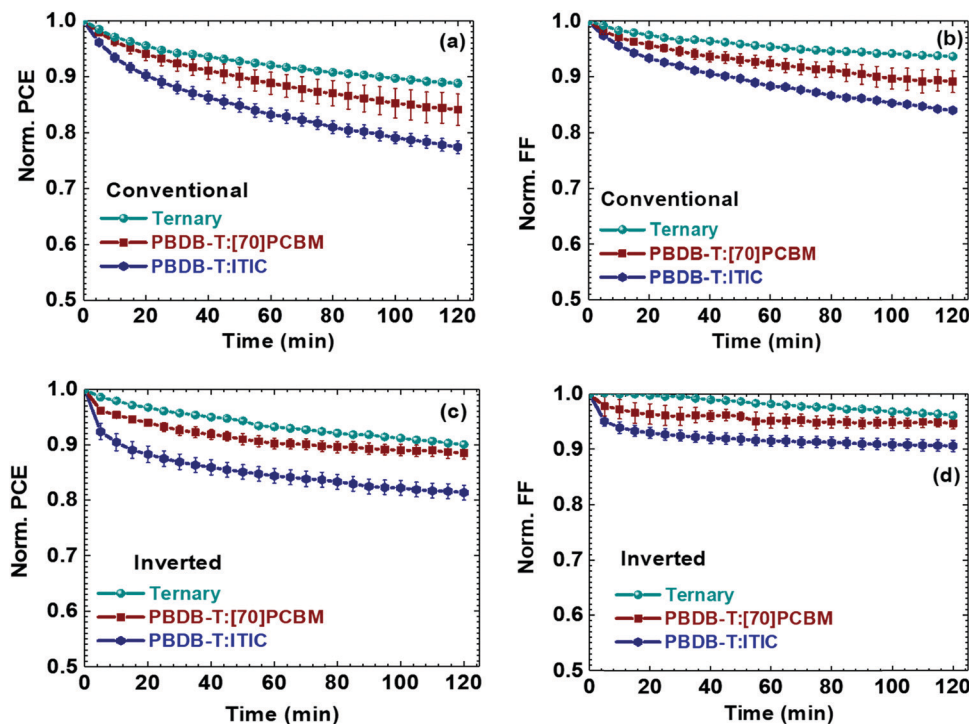 (a)
Norm. PCE
1.0
0.9
0.8
0.7
0.6
0.5
Conventional
Ternary
PBDB-T:[70]PCBM
PBDB-T:ITIC
0 20 40 60 80 100 120
Time (min)
(b)
Norm. FF
1.0
0.9
0.8
0.7
0.6
0.5
Conventional
Ternary
PBDB-T:[70]PCBM
PBDB-T:ITIC
0 20 40 60 80 100 120
Time (min)
(c)
Norm. PCE
1.0
0.9
0.8
0.7
0.6
0.5
Inverted
Ternary
PBDB-T:[70]PCBM
PBDB-T:ITIC
0 20 40 60 80 100 120
Time (min)
(d)
Norm. FF
1.0
0.9
0.8
0.7
0.6
0.5
Inverted
Ternary
PBDB-T:[70]PCBM
PBDB-T:ITIC
0 20 40 60 80 100 120
Time (min)